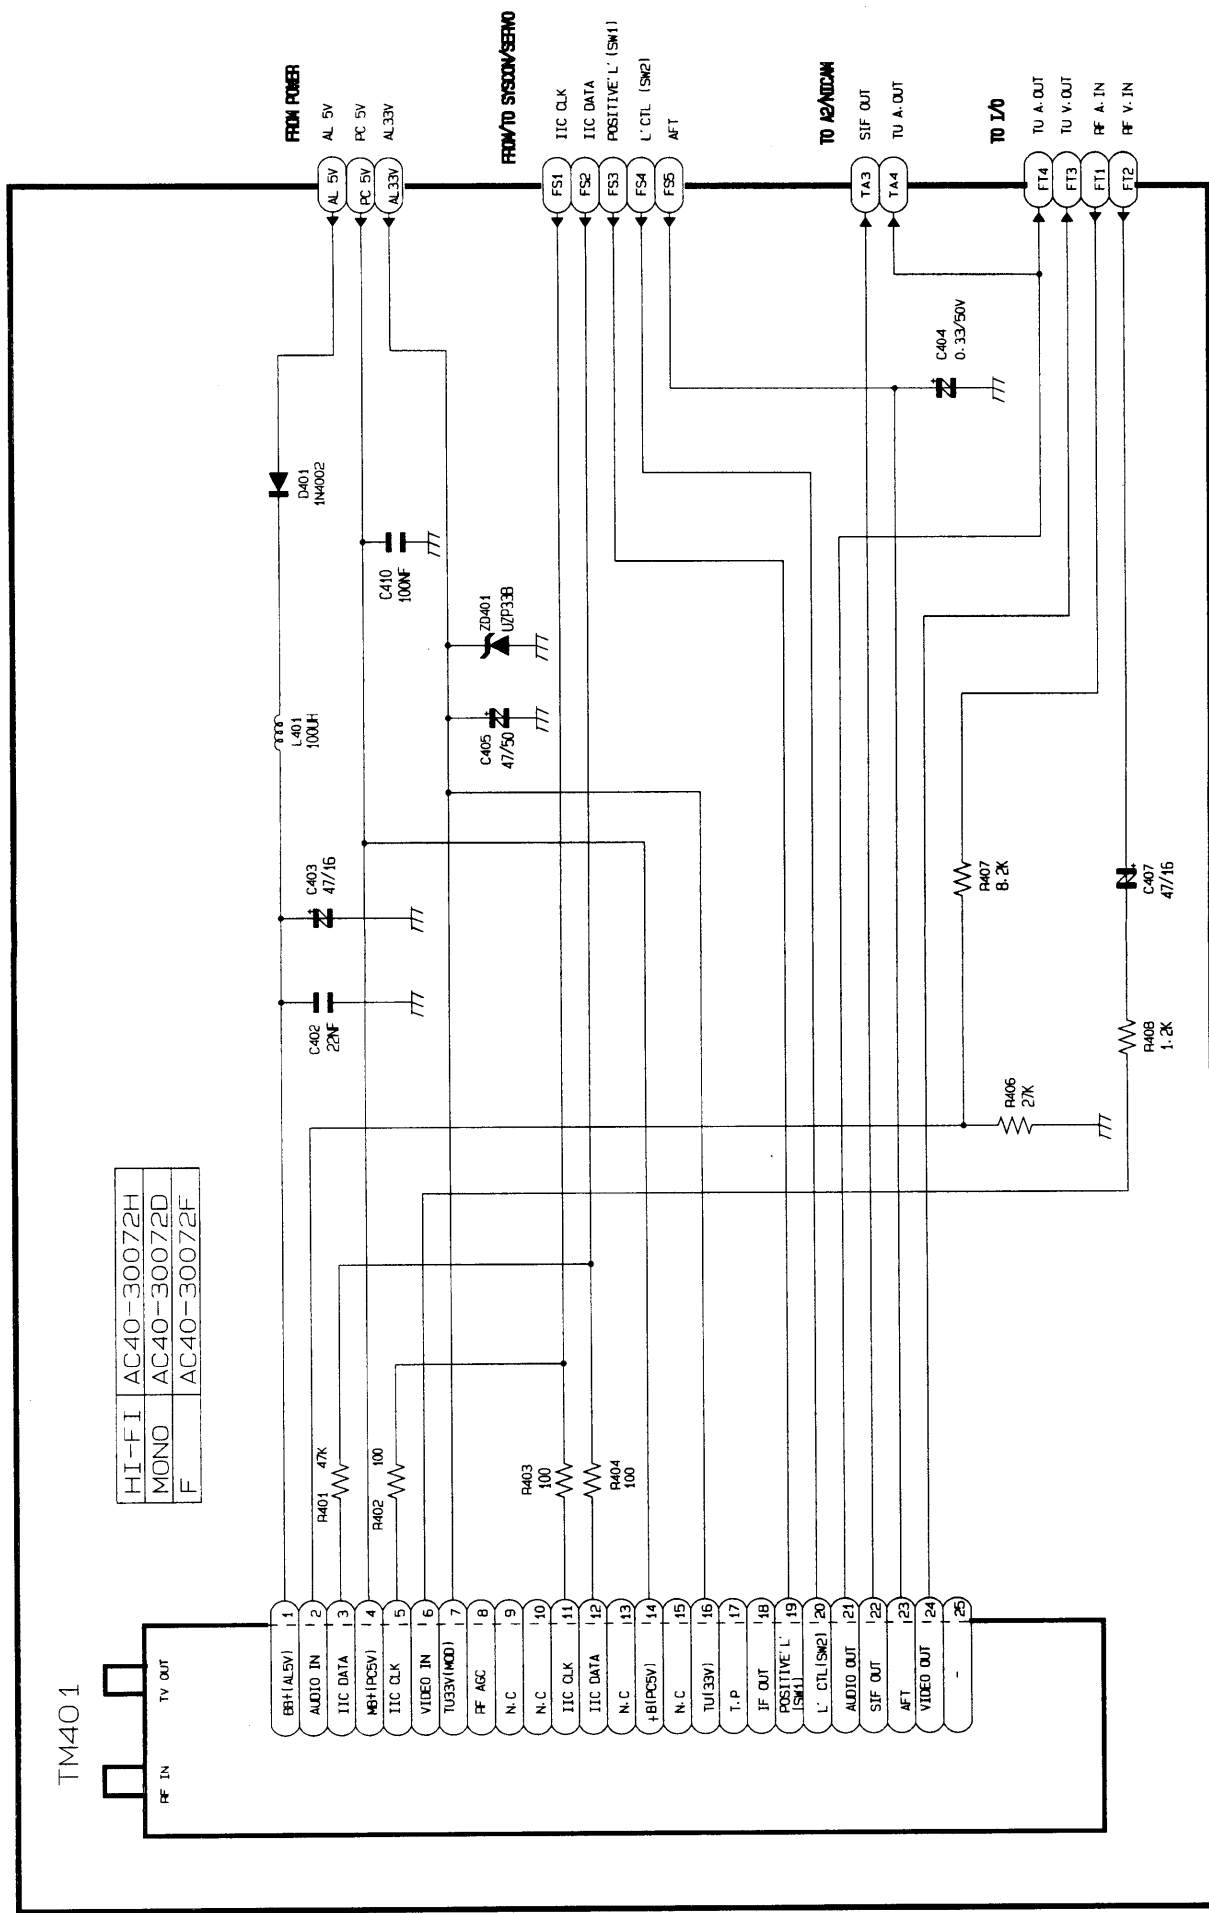 TM401
RF IN
TV OUT
HI-FI AC40-30072H
MONO AC40-30072D
F AC40-30072F
BB+(AL5V) 1
AUDIO IN 2
IIC DATA 3
MB+(PC5V) 4
IIC CLK 5
VIDEO IN 6
TU33V(MOD) 7
RF AGC 8
N.C 9
N.C 10
IIC CLK 11
IIC DATA 12
N.C 13
+B(PC5V) 14
N.C 15
TU(33V) 16
T.P 17
IF OUT 18
POSITIVE'L' 19
(SW1)
L' CTL(SW2) 20
AUDIO OUT 21
SIF OUT 22
AFT 23
VIDEO OUT 24
- 25
R401 47K
R402 100
R403
100
R404
100
C402
22NF
C403
47/16
L401
100UH
D401
1N4002
C410
100NF
ZD401
UZP33B
C405
47/50
C404
0.33/50V
R406
27K
R407
8.2K
R408
1.2K
C407
47/16
FROM POWER
AL 5V AL 5V
PC 5V PC 5V
AL33V AL33V
FROM/TO SYSCON/SERVO
FS1 IIC CLK
FS2 IIC DATA
FS3 POSITIVE'L'(SW1)
FS4 L'CTL (SW2)
FS5 AFT
TO A2/NICAM
TA3 SIF OUT
TA4 TU A.OUT
TO I/O
FT4 TU A.OUT
FT3 TU V.OUT
FT1 RF A.IN
FT2 RF V.IN